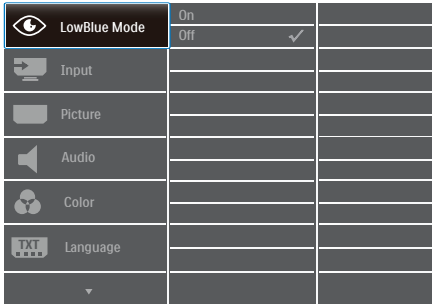 LowBlue Mode
On
Off
Input
Picture
Audio
Color
TXT
Language